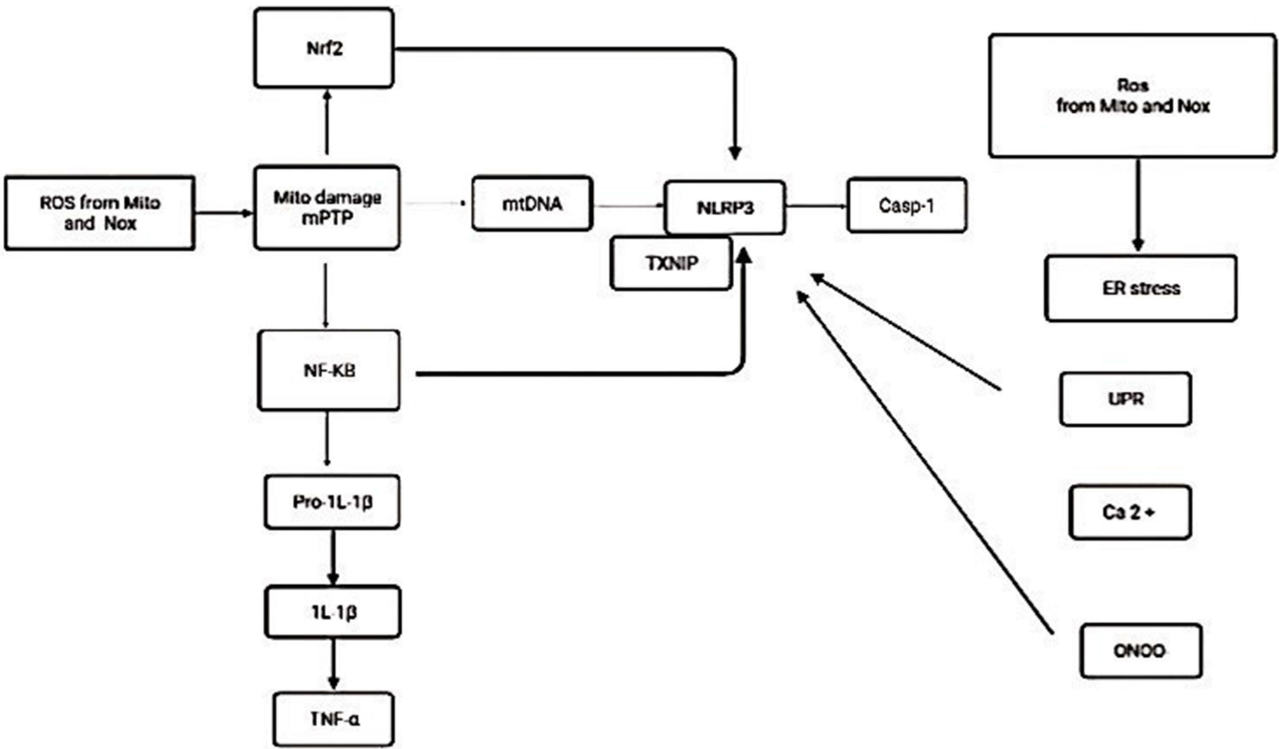 Nrf2
Ros
from Mito and Nox
ROS from Mito
and Nox
Mito damage
mPTP
mtDNA
NLRP3
Casp-1
TXNIP
ER stress
NF-KB
UPR
Pro-1L-1β
Ca 2 +
1L-1β
ONOO-
TNF-α